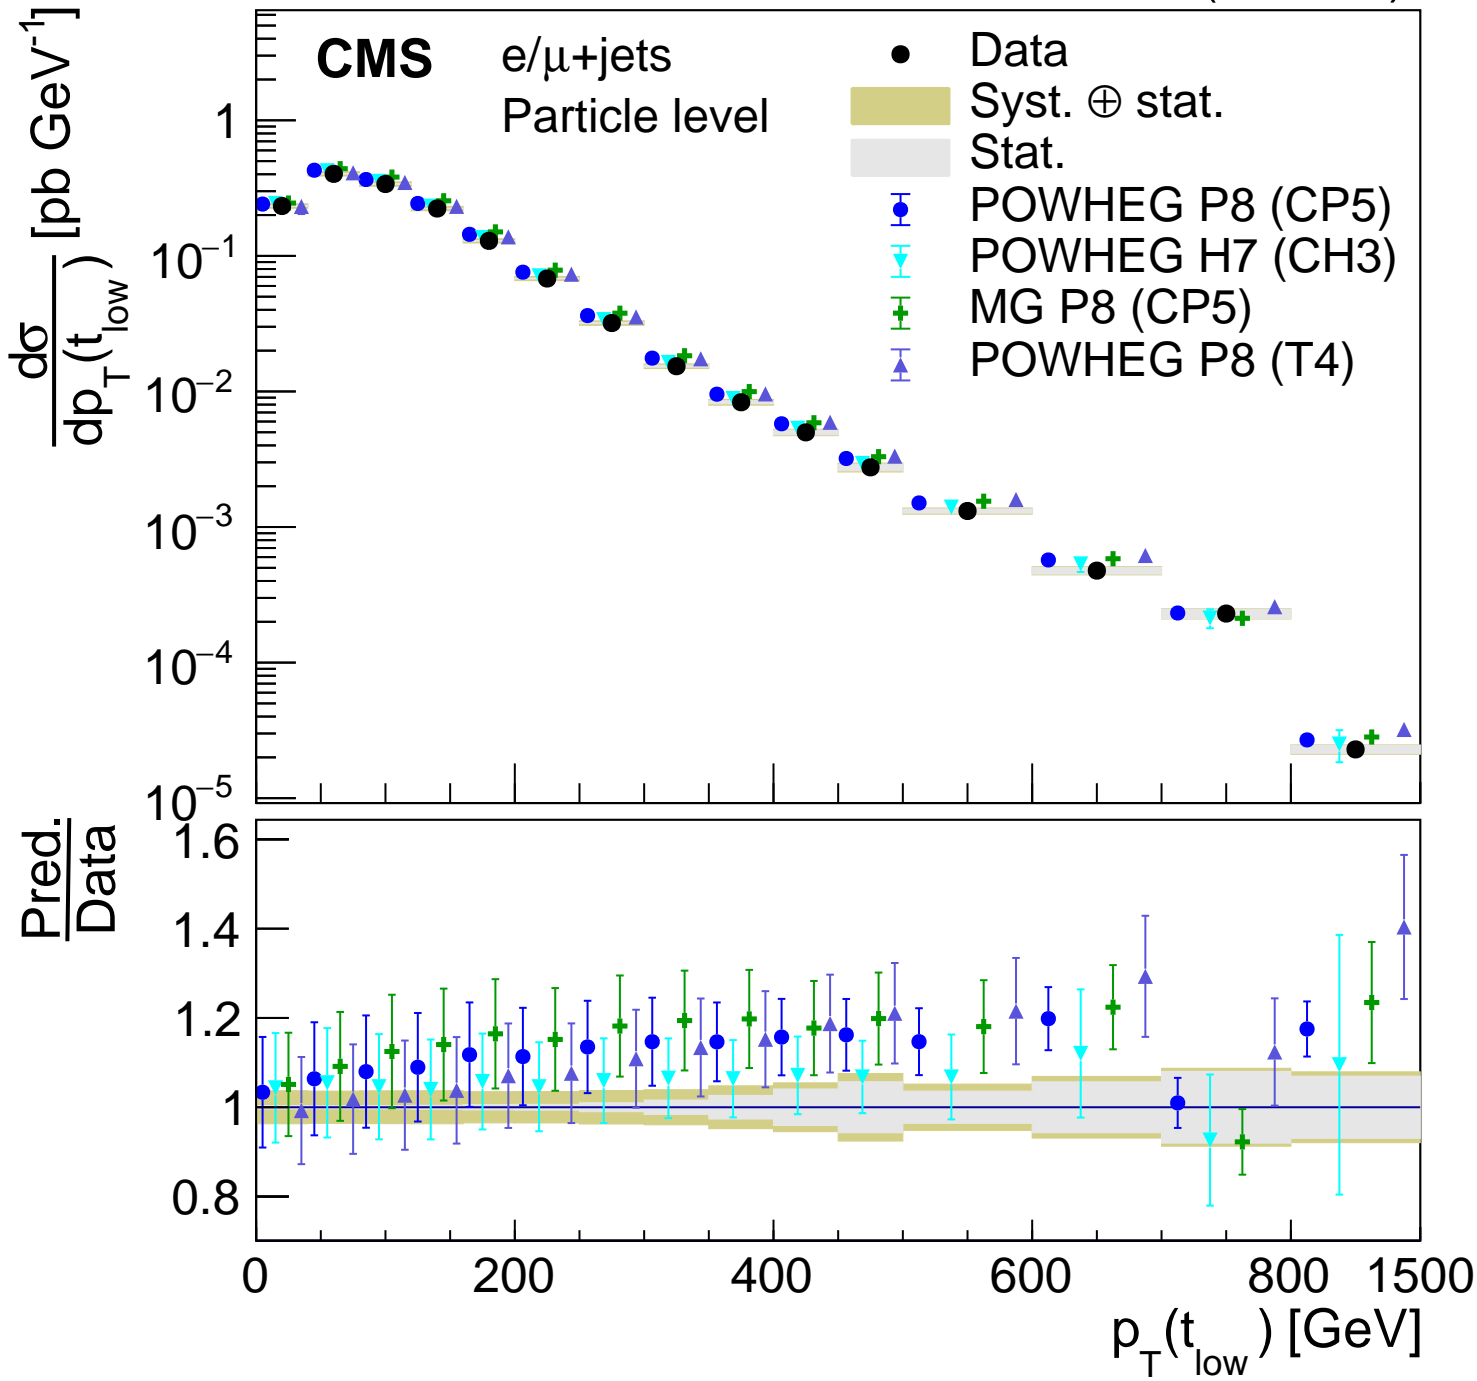 CMS e/μ+jets
Particle level
Data
Syst. ⊕ stat.
Stat.
POWHEG P8 (CP5)
POWHEG H7 (CH3)
MG P8 (CP5)
POWHEG P8 (T4)
dσ
dp_T(t_low) [pb GeV⁻¹]
1
10⁻¹
10⁻²
10⁻³
10⁻⁴
10⁻⁵
Pred.
Data
1.6
1.4
1.2
1
0.8
0 200 400 600 800 1500
p_T(t_low) [GeV]